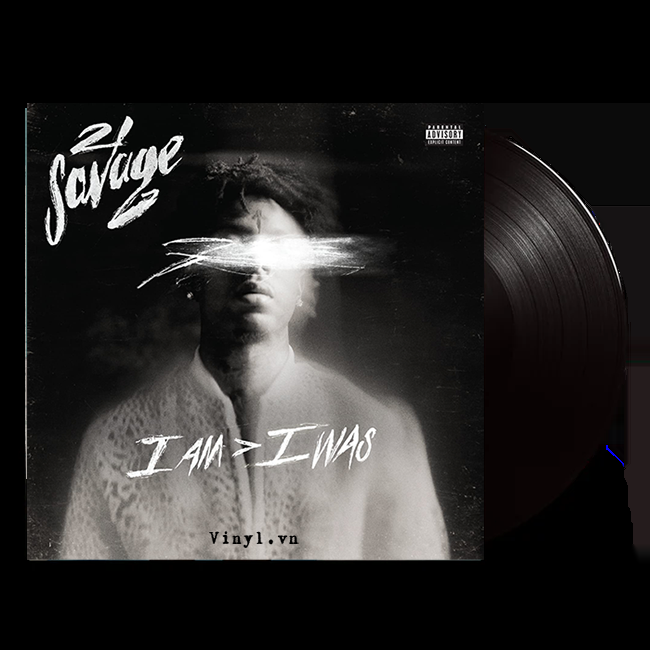 21
Savage
PARENTAL
ADVISORY
EXPLICIT CONTENT
I AM > I WAS
Vinyl.vn